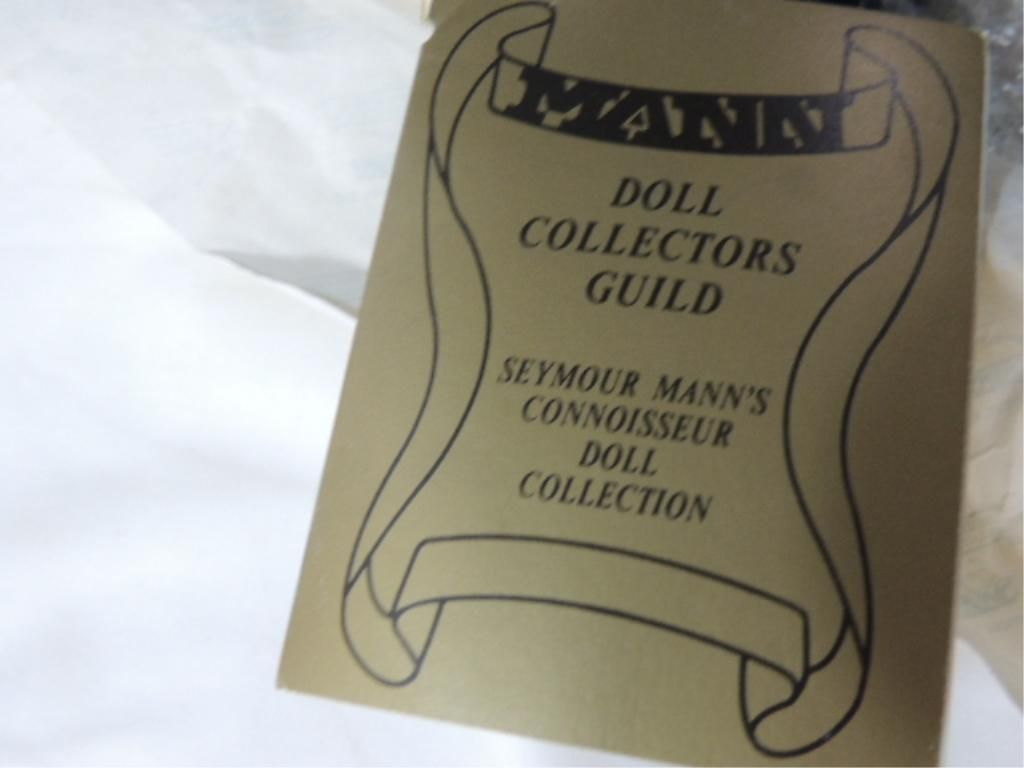 MANN
DOLL
COLLECTORS
GUILD
SEYMOUR MANN'S
CONNOISSEUR
DOLL
COLLECTION